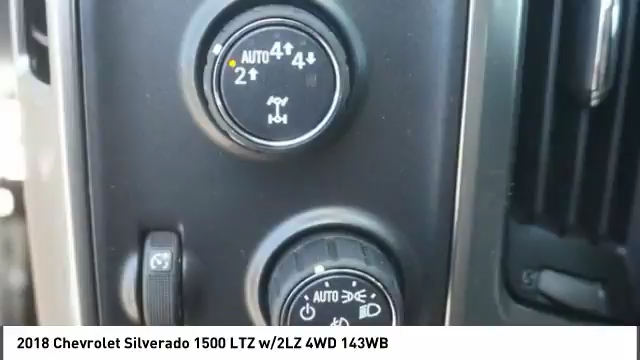 AUTO 4↑ 4↓
2↑
AUTO
2018 Chevrolet Silverado 1500 LTZ w/2LZ 4WD 143WB